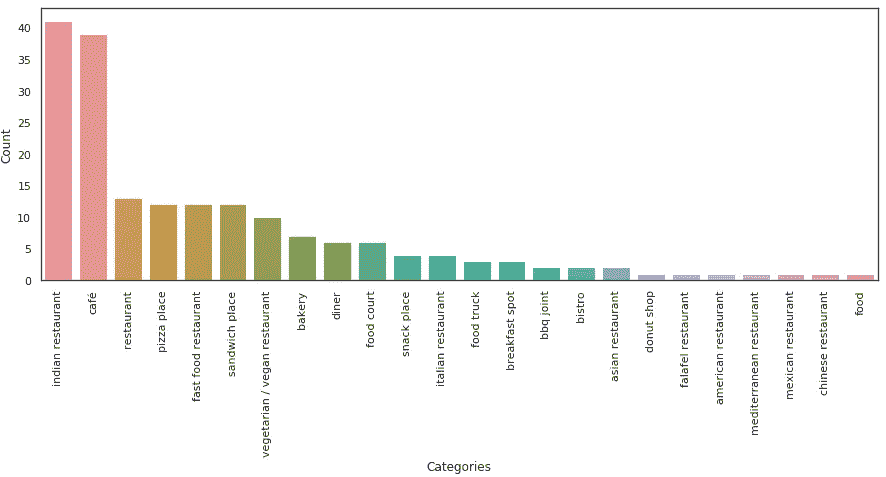 Count
40
35
30
25
20
15
10
5
0
indian restaurant
café
restaurant
pizza place
fast food restaurant
sandwich place
vegetarian / vegan restaurant
bakery
diner
food court
snack place
italian restaurant
food truck
breakfast spot
bbq joint
bistro
asian restaurant
donut shop
falafel restaurant
american restaurant
mediterranean restaurant
mexican restaurant
chinese restaurant
food
Categories